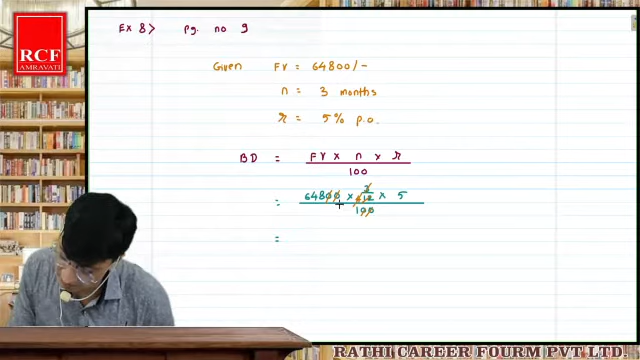 Ex 8> pg. no 9
RCF
AMRAVATI
Given FV = 64800/-
n = 3 months
r = 5% p.a.
BD = FV x n x r
100
= 64800 x 3/12 x 5
100
=
RATHI CAREER FOURM PVT LTD